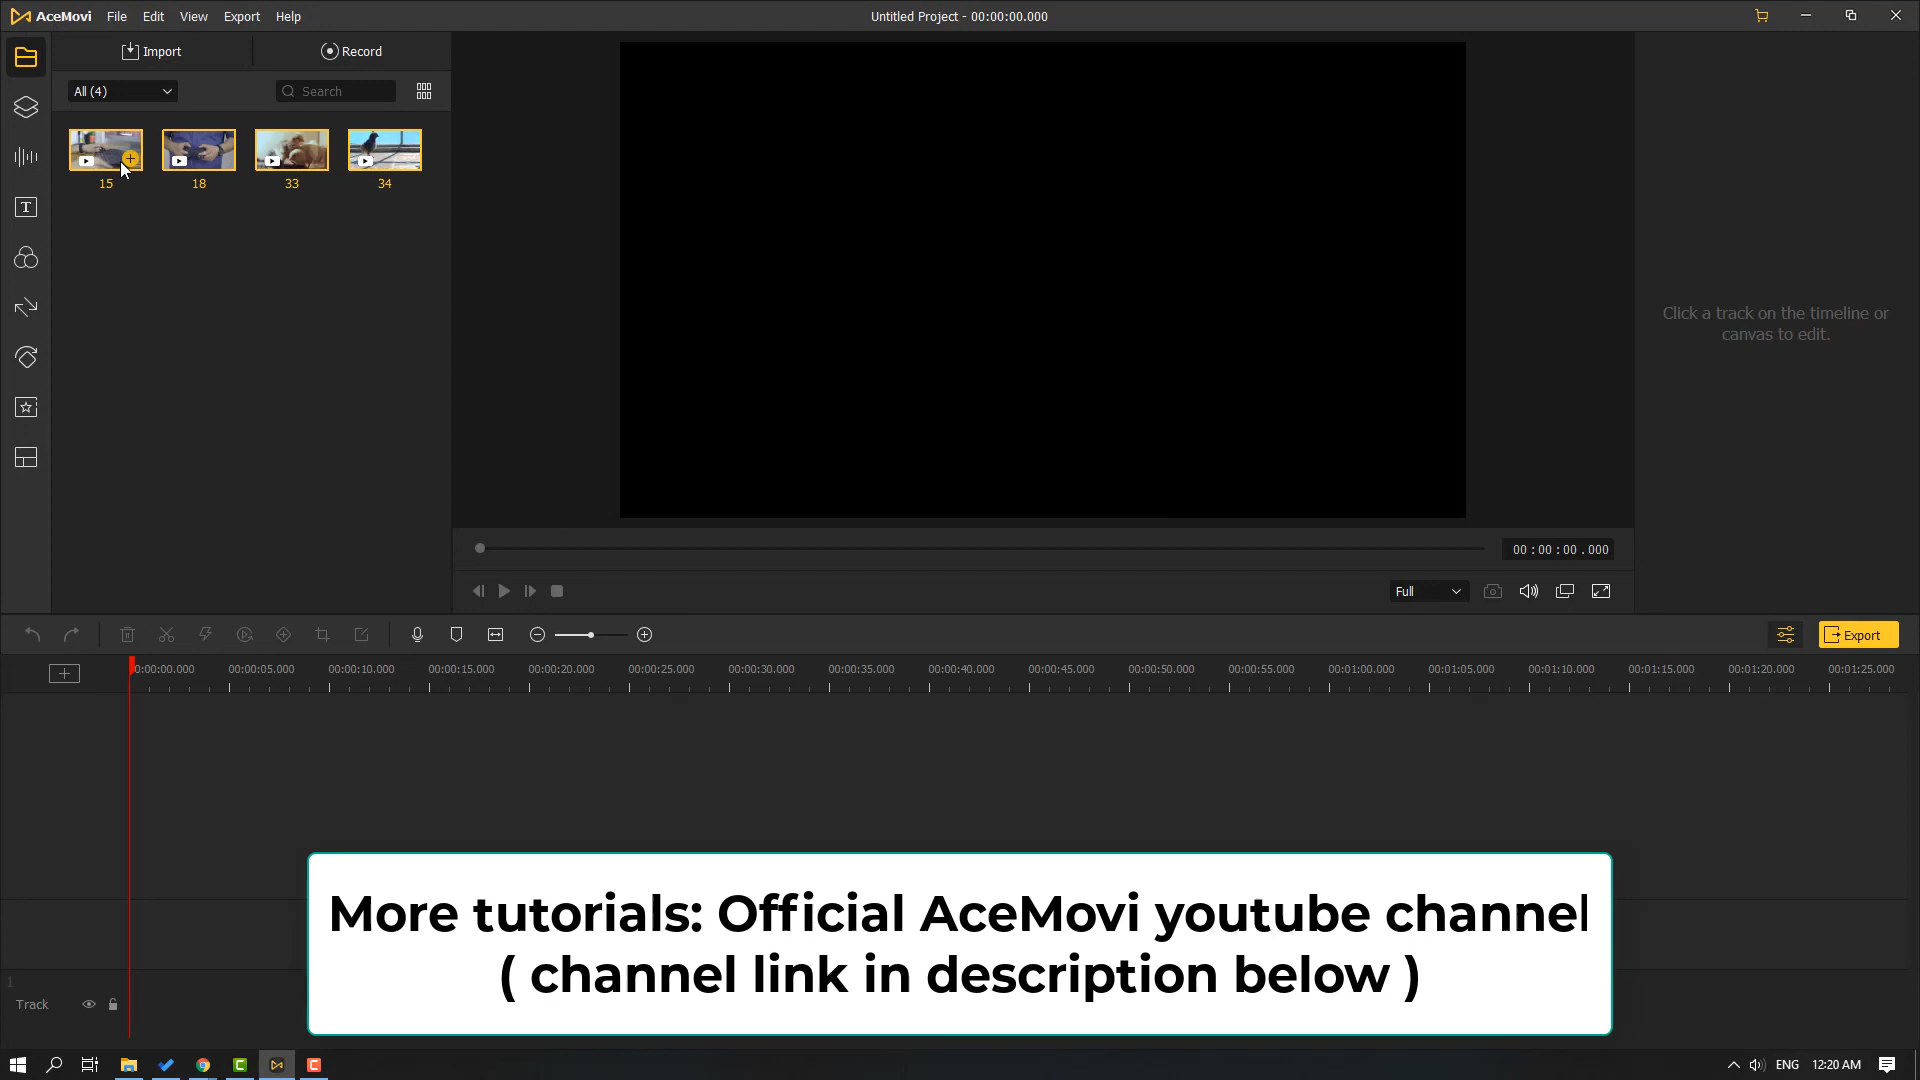 AceMovi File Edit View Export Help
Untitled Project - 00:00:00.000
Import Record
All (4) Search
15 18 33 34
Click a track on the timeline or
canvas to edit.
00 : 00 : 00 . 000
Full
Export
0:00:00.000 00:00:05.000 00:00:10.000 00:00:15.000 00:00:20.000 00:00:25.000 00:00:30.000 00:00:35.000 00:00:40.000 00:00:45.000 00:00:50.000 00:00:55.000 00:01:00.000 00:01:05.000 00:01:10.000 00:01:15.000 00:01:20.000 00:01:25.000
More tutorials: Official AceMovi youtube channel
( channel link in description below )
1
Track
ENG 12:20 AM